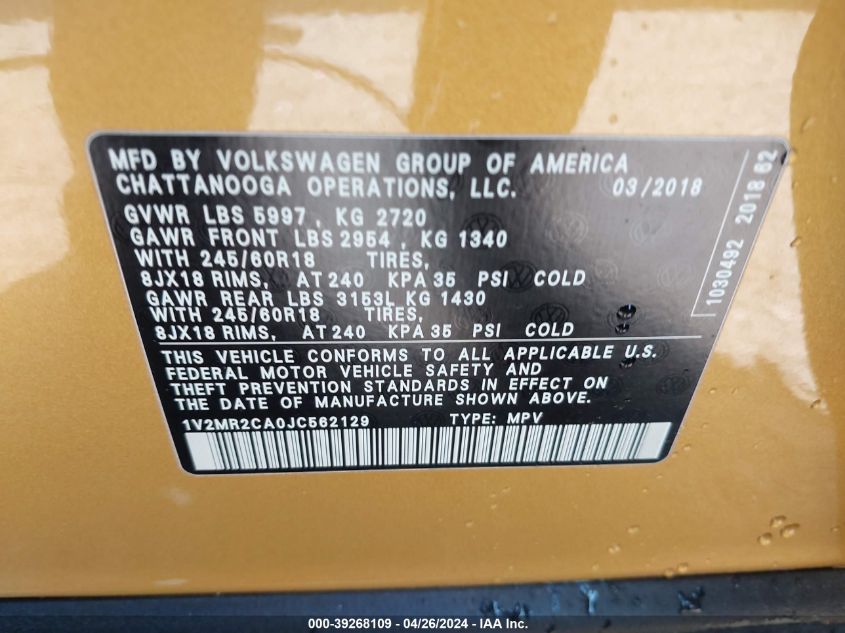 MFD BY VOLKSWAGEN GROUP OF AMERICA
CHATTANOOGA OPERATIONS, LLC. 03/2018
GVWR LBS 5997, KG 2720
GAWR FRONT LBS 2954, KG 1340
WITH 245/60R18 TIRES,
8JX18 RIMS, AT 240 KPA 35 PSI COLD
GAWR REAR LBS 3153L KG 1430
WITH 245/60R18 TIRES,
8JX18 RIMS, AT 240 KPA 35 PSI COLD
THIS VEHICLE CONFORMS TO ALL APPLICABLE U.S.
FEDERAL MOTOR VEHICLE SAFETY AND
THEFT PREVENTION STANDARDS IN EFFECT ON
THE DATE OF MANUFACTURE SHOWN ABOVE.
1V2MR2CA0JC562129 TYPE: MPV
1030492 2018 B2
000-39268109 - 04/26/2024 - IAA Inc.